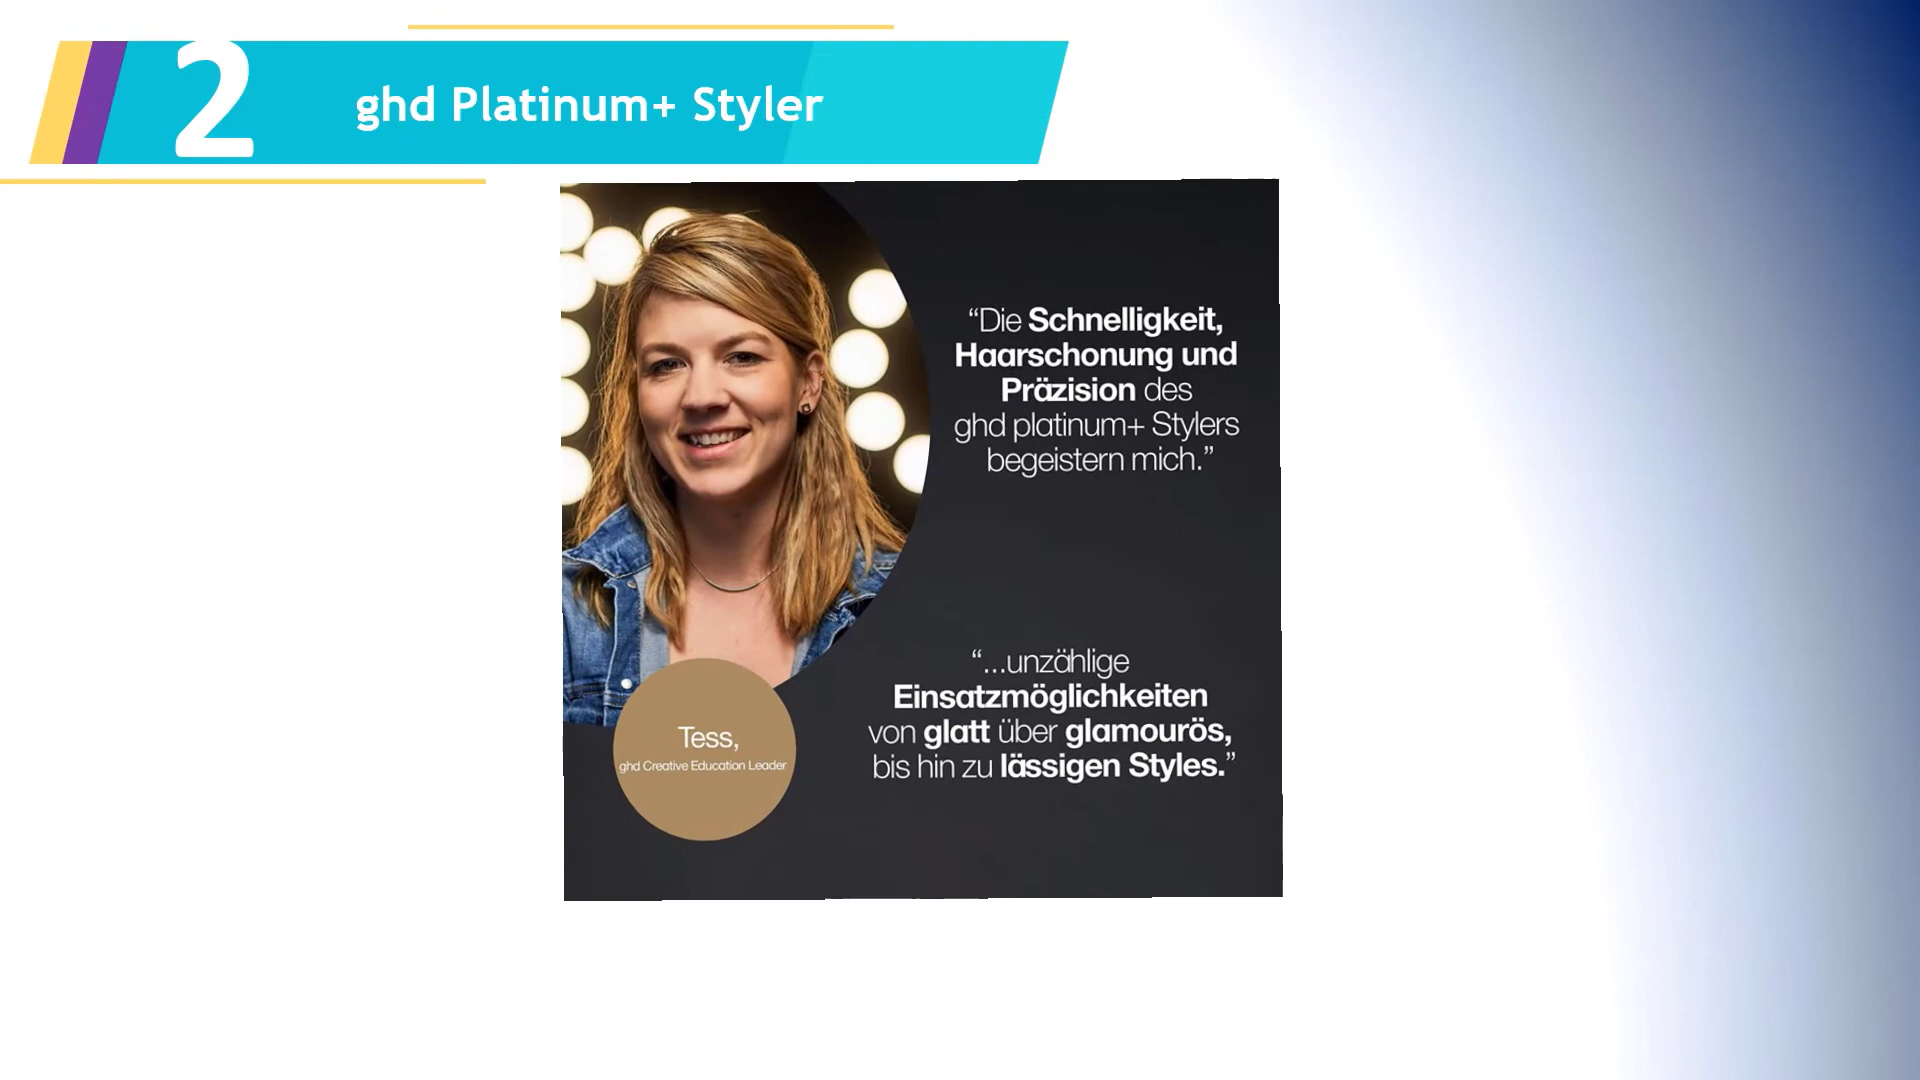 2
ghd Platinum+ Styler
“Die Schnelligkeit,
Haarschonung und
Präzision des
ghd platinum+ Stylers
begeistern mich.”
“...unzählige
Einsatzmöglichkeiten
von glatt über glamourös,
bis hin zu lässigen Styles.”
Tess,
ghd Creative Education Leader